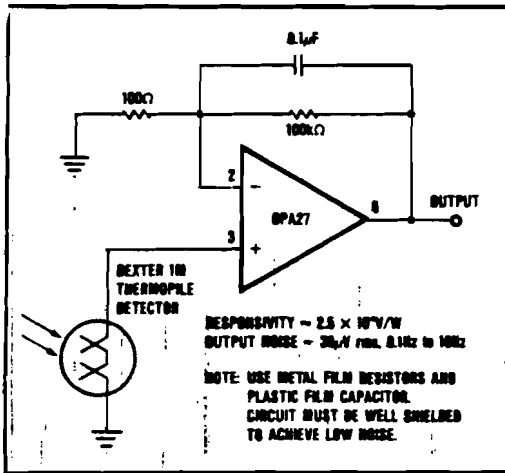 0.1µF
100Ω
100kΩ
2
−
OPA27
6
OUTPUT
3
+
DEXTER 1M
THERMOPILE
DETECTOR
RESPONSIVITY ~ 2.5 × V/W
OUTPUT NOISE ~ 30µV rms, 0.1Hz to 10Hz
NOTE: USE METAL FILM RESISTORS AND
PLASTIC FILM CAPACITOR.
CIRCUIT MUST BE WELL SHIELDED
TO ACHIEVE LOW NOISE.